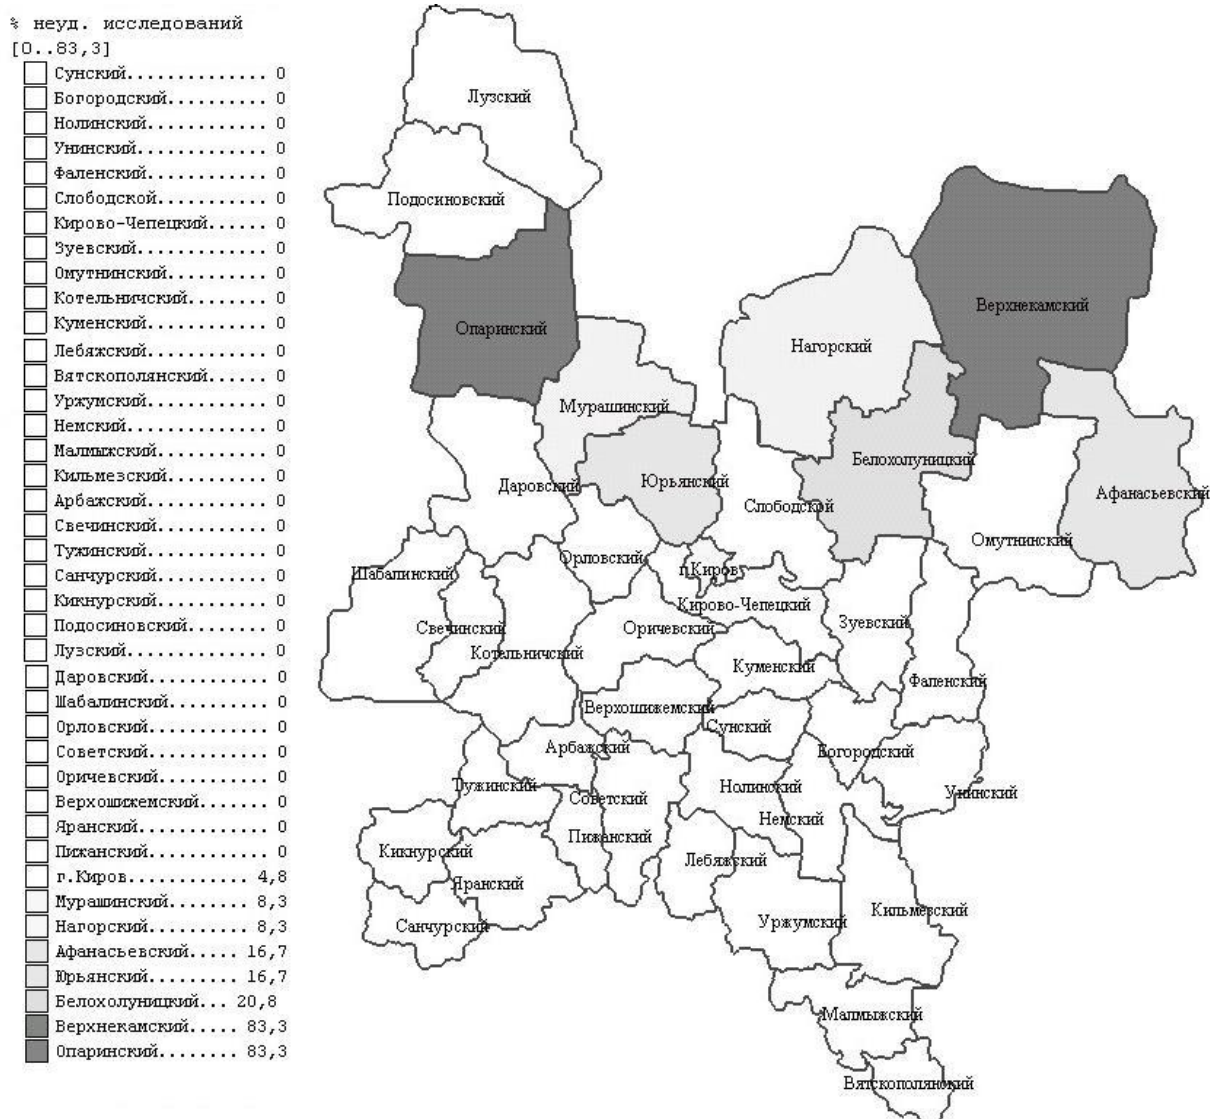 % неуд. исследований
[0..83,3]
Сунский.............. 0
Богородский.......... 0
Нолинский............ 0
Унинский............. 0
Фаленский............ 0
Слободской........... 0
Кирово-Чепецкий...... 0
Зуевский............. 0
Омутнинский.......... 0
Котельничский........ 0
Куменский............ 0
Лебяжский............ 0
Вятскополянский...... 0
Уржумский............ 0
Немский.............. 0
Малмыжский........... 0
Кильмезский.......... 0
Арбажский............ 0
Свечинский........... 0
Тужинский............ 0
Санчурский........... 0
Кикнурский........... 0
Подосиновский........ 0
Лузский.............. 0
Даровский............ 0
Шабалинский.......... 0
Орловский............ 0
Советский............ 0
Оричевский........... 0
Верхошижемский....... 0
Яранский............. 0
Пижанский............ 0
г.Киров............ 4,8
Мурашинский........ 8,3
Нагорский.......... 8,3
Афанасьевский..... 16,7
Юрьянский......... 16,7
Белохолуницкий... 20,8
Верхнекамский..... 83,3
Опаринский........ 83,3
Лузский
Подосиновский
Верхнекамский
Опаринский
Нагорский
Мурашинский
Белохолуницкий
Юрьянский
Даровский
Афанасьевский
Слободской
Омутнинский
Орловский
г.Киров
Шабалинский
Кирово-Чепецкий
Зуевский
Свечинский
Оричевский
Котельничский
Куменский
Фаленский
Верхошижемский
Сунский
Арбажский
Богородский
Тужинский
Нолинский
Унинский
Советский
Немский
Пижанский
Кикнурский
Лебяжский
Яранский
Кильмезский
Уржумский
Санчурский
Малмыжский
Вятскополянский